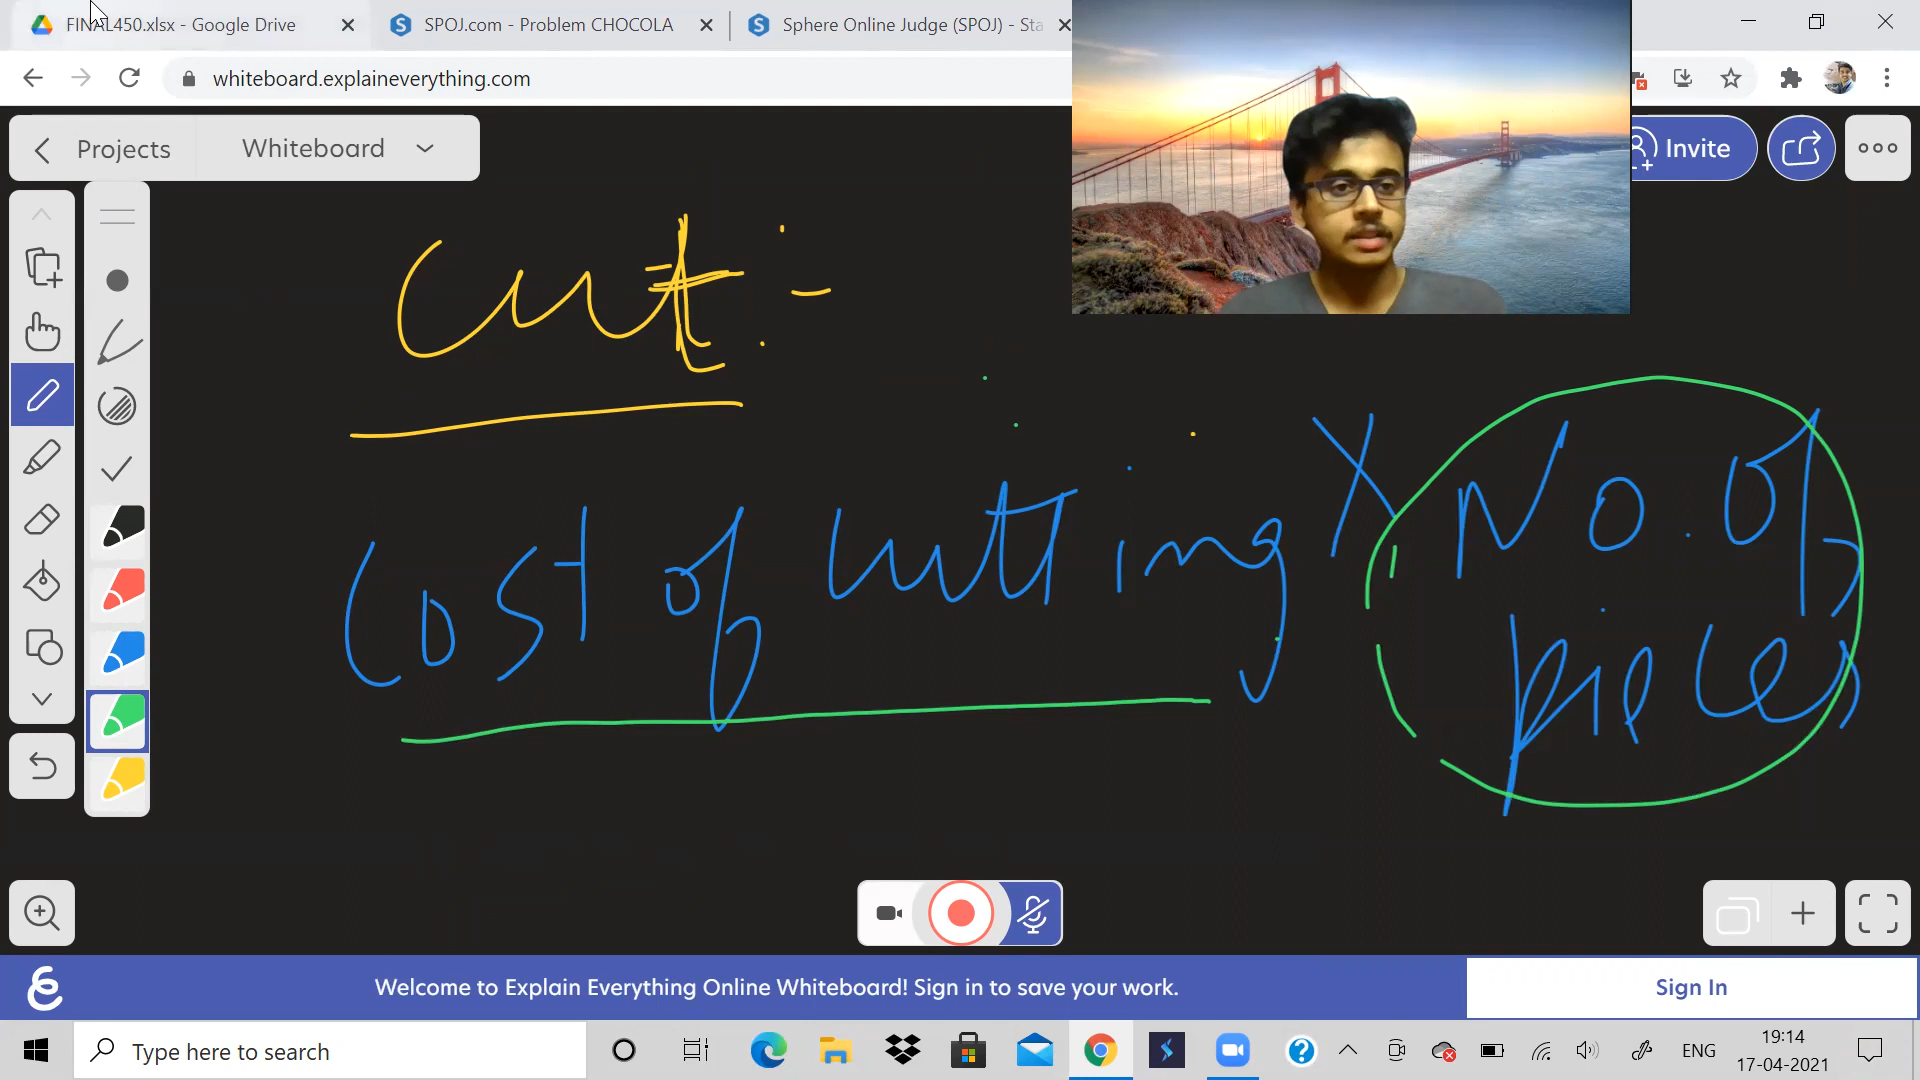 FINAL450.xlsx - Google Drive
SPOJ.com - Problem CHOCOLA
Sphere Online Judge (SPOJ) - Sta
whiteboard.explaineverything.com
Projects
Whiteboard
Invite
Cut :-
Cost of cutting X No. Of
pieces
Welcome to Explain Everything Online Whiteboard! Sign in to save your work.
Sign In
Type here to search
ENG
19:14
17-04-2021